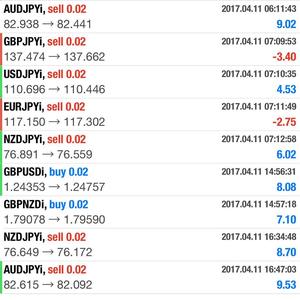 AUDJPYi, sell 0.02 2017.04.11 06:11:43
82.938 → 82.441 9.02
GBPJPYi, sell 0.02 2017.04.11 07:09:53
137.474 → 137.662 -3.40
USDJPYi, sell 0.02 2017.04.11 07:10:35
110.696 → 110.446 4.53
EURJPYi, sell 0.02 2017.04.11 07:11:49
117.150 → 117.302 -2.75
NZDJPYi, sell 0.02 2017.04.11 07:12:58
76.891 → 76.559 6.02
GBPUSDi, buy 0.02 2017.04.11 14:56:31
1.24353 → 1.24757 8.08
GBPNZDi, buy 0.02 2017.04.11 14:57:18
1.79078 → 1.79590 7.10
NZDJPYi, sell 0.02 2017.04.11 16:34:48
76.649 → 76.172 8.70
AUDJPYi, sell 0.02 2017.04.11 16:47:03
82.615 → 82.092 9.53